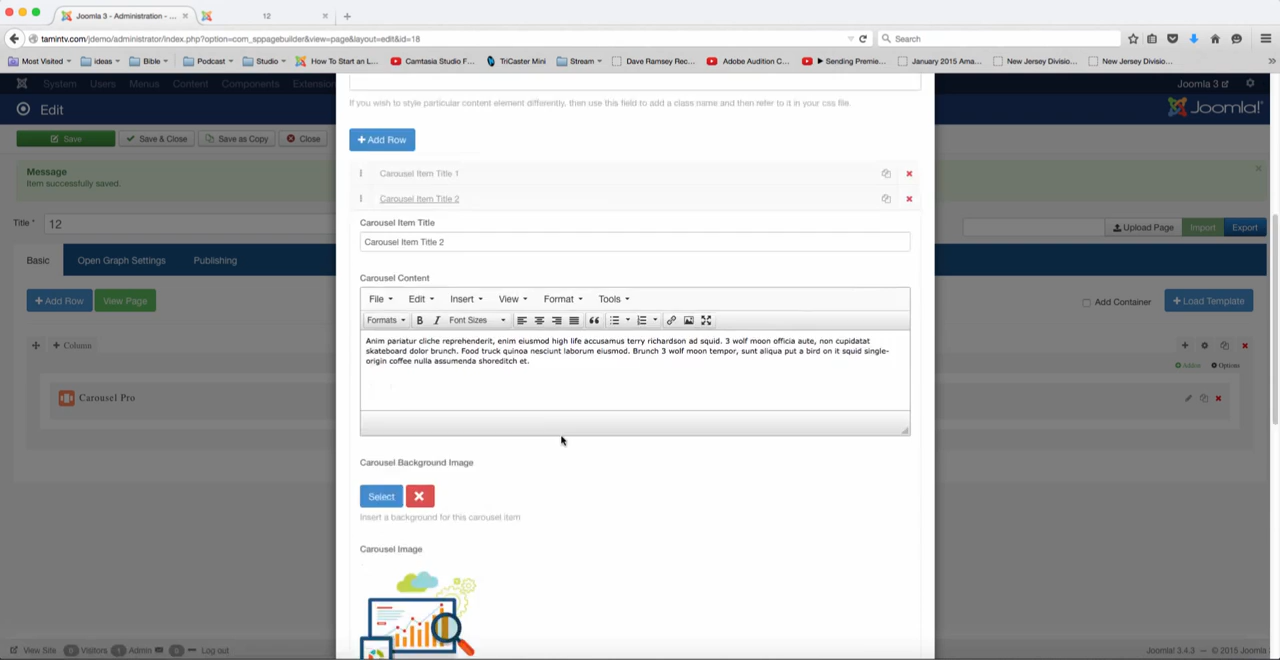 Joomla 3 - Administration - ...
12
tamintv.com/jdemo/administrator/index.php?option=com_sppagebuilder&view=page&layout=edit&id=18
Search
Most Visited
ideas
Bible
Podcast
Studio
How To Start an L...
Camtasia Studio F...
TriCaster Mini
Stream
Dave Ramsey Rec...
Adobe Audition C...
▶ Sending Premie...
January 2015 Ama...
New Jersey Divisio...
New Jersey Divisio...
System
Users
Menus
Content
Components
Extension
Joomla 3
Edit
Joomla!
Save
Save & Close
Save as Copy
Close
Message
Item successfully saved.
Title *
12
Upload Page
Import
Export
Basic
Open Graph Settings
Publishing
+ Add Row
View Page
Add Container
+ Load Template
+ Column
Addon
Options
Carousel Pro
If you wish to style particular content element differently, then use this field to add a class name and then refer to it in your css file.
+ Add Row
Carousel Item Title 1
Carousel Item Title 2
Carousel Item Title
Carousel Item Title 2
Carousel Content
File
Edit
Insert
View
Format
Tools
Formats
B
I
Font Sizes
Anim pariatur cliche reprehenderit, enim eiusmod high life accusamus terry richardson ad squid. 3 wolf moon officia aute, non cupidatat
skateboard dolor brunch. Food truck quinoa nesciunt laborum eiusmod. Brunch 3 wolf moon tempor, sunt aliqua put a bird on it squid single-
origin coffee nulla assumenda shoreditch et.
Carousel Background Image
Select
Insert a background for this carousel item
Carousel Image
View Site
0 Visitors
1 Admin
0
Log out
Joomla! 3.4.3 — © 2015 Joomla